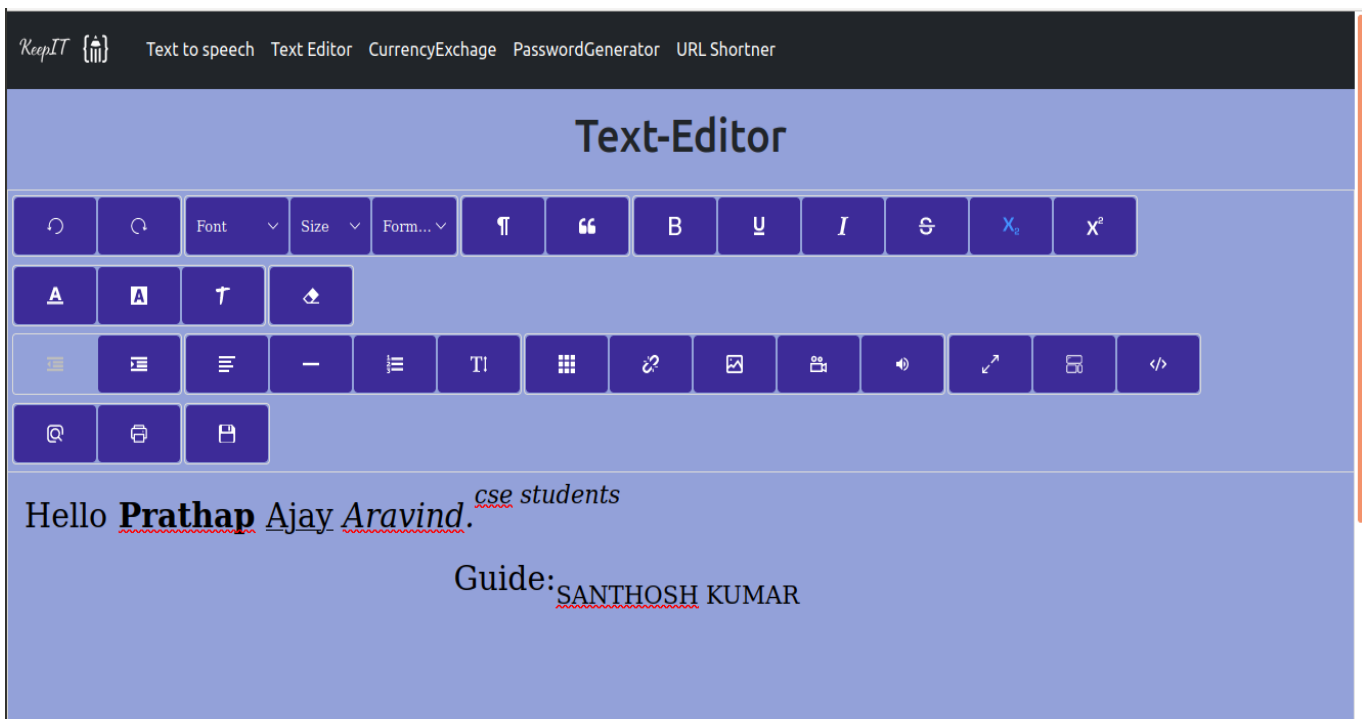 KeepIT Text to speech Text Editor CurrencyExchage PasswordGenerator URL Shortner
Text-Editor
Font Size Form... ¶ B U I S X₂ x²
A A T
T
</>
Hello Prathap Ajay Aravind. cse students
Guide: SANTHOSH KUMAR